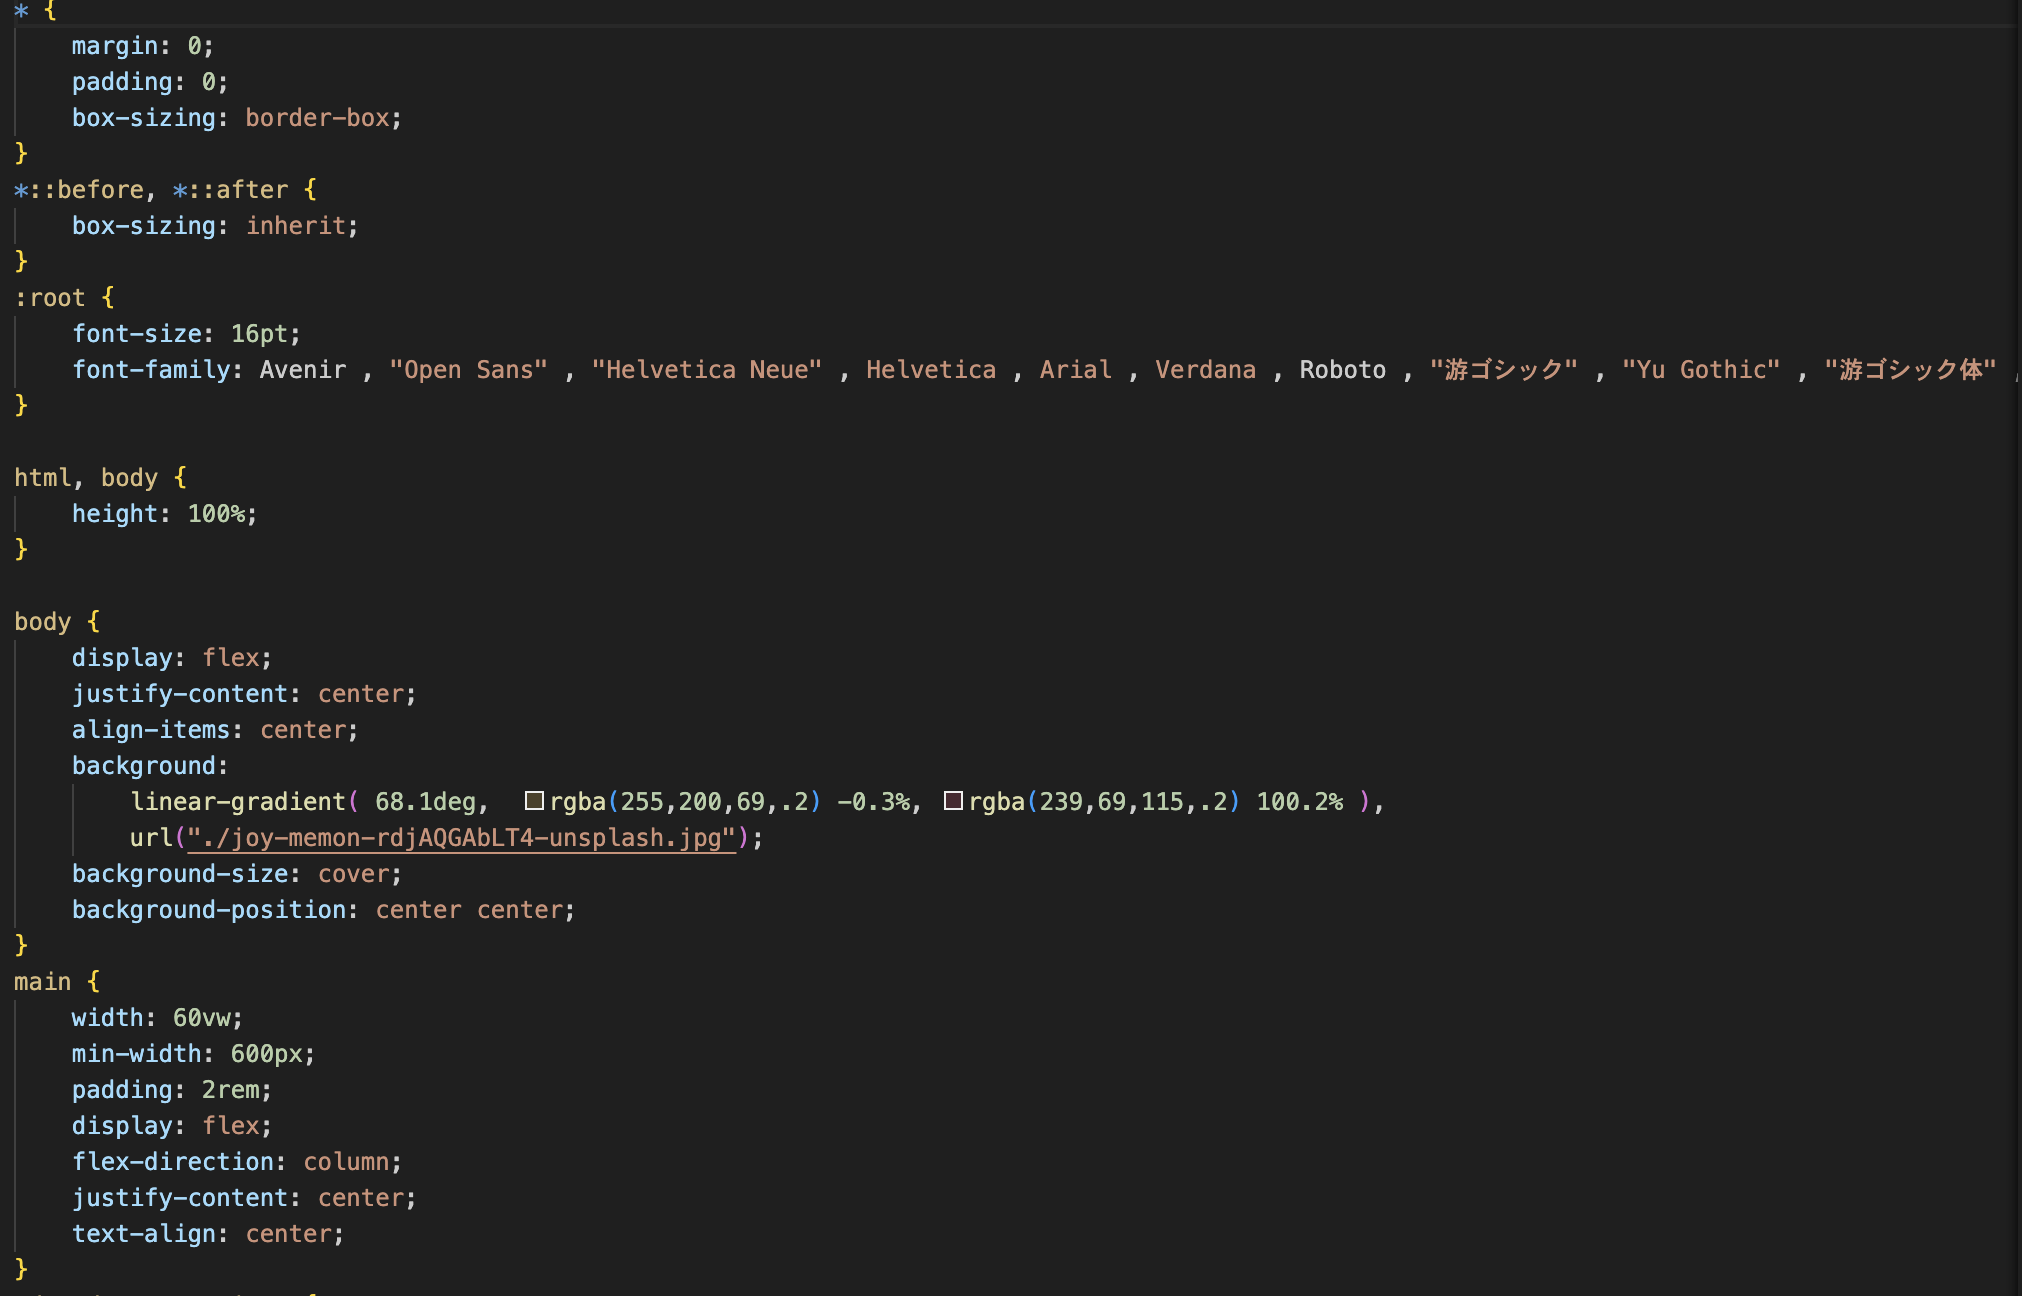 * {
    margin: 0;
    padding: 0;
    box-sizing: border-box;
}
*::before, *::after {
    box-sizing: inherit;
}
:root {
    font-size: 16pt;
    font-family: Avenir , "Open Sans" , "Helvetica Neue" , Helvetica , Arial , Verdana , Roboto , "游ゴシック" , "Yu Gothic" , "游ゴシック体" ,
}
html, body {
    height: 100%;
}
body {
    display: flex;
    justify-content: center;
    align-items: center;
    background:
        linear-gradient( 68.1deg,  rgba(255,200,69,.2) -0.3%, rgba(239,69,115,.2) 100.2% ),
        url("./joy-memon-rdjAQGAbLT4-unsplash.jpg");
    background-size: cover;
    background-position: center center;
}
main {
    width: 60vw;
    min-width: 600px;
    padding: 2rem;
    display: flex;
    flex-direction: column;
    justify-content: center;
    text-align: center;
}